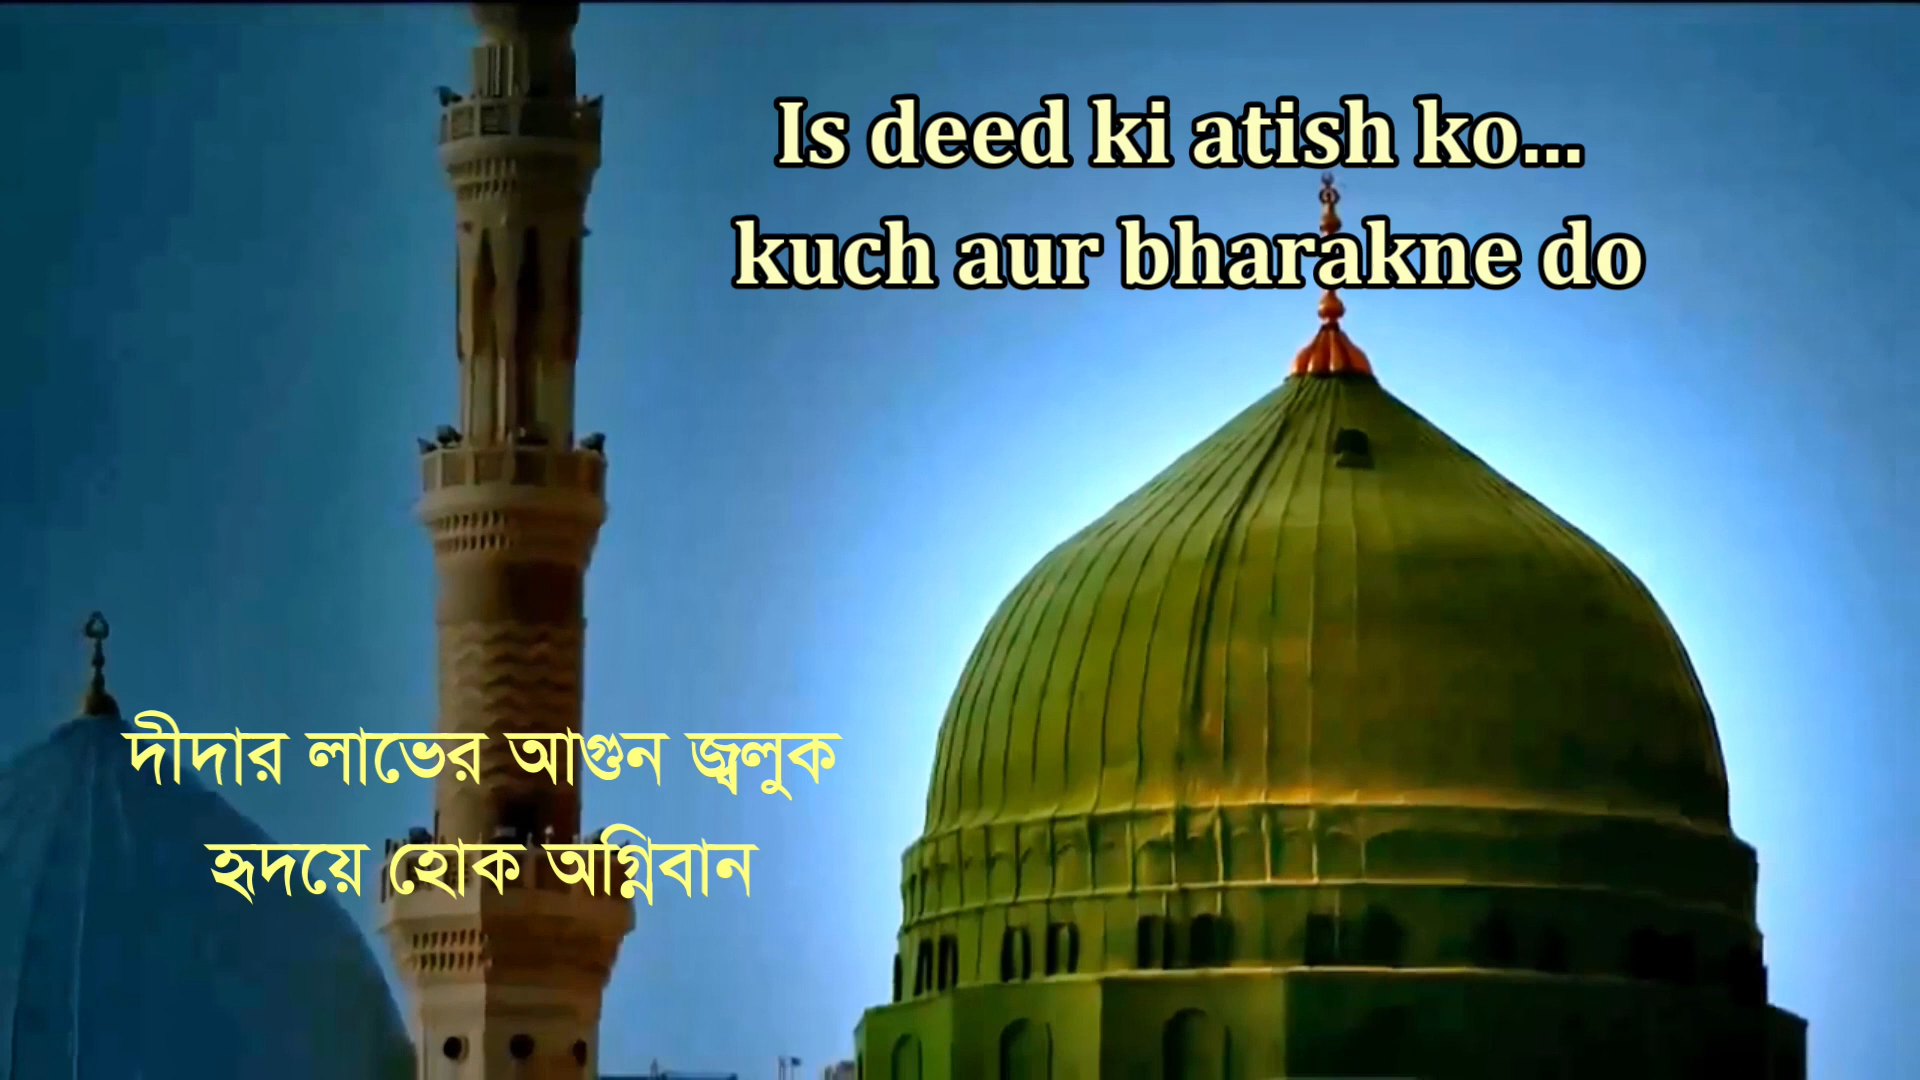 Is deed ki atish ko...
kuch aur bharakne do
দীদার লাভের আগুন জ্বলুক
হৃদয়ে হোক অগ্নিবান